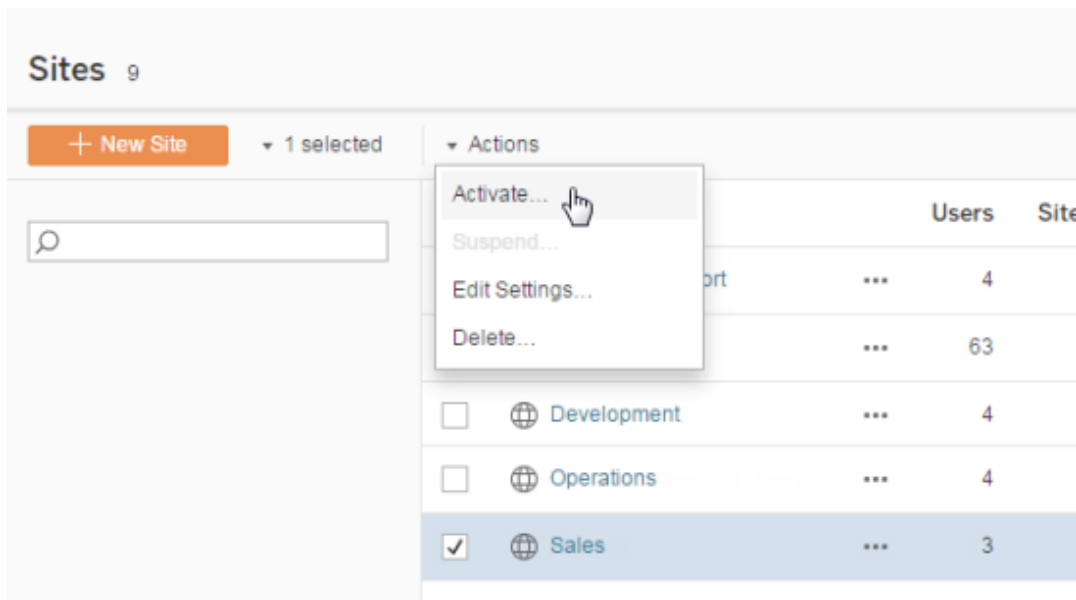 Sites 9
+ New Site 1 selected Actions
Activate...
Suspend...
Edit Settings...
Delete...
Users Site
ort ... 4
... 63
Development ... 4
Operations ... 4
Sales ... 3